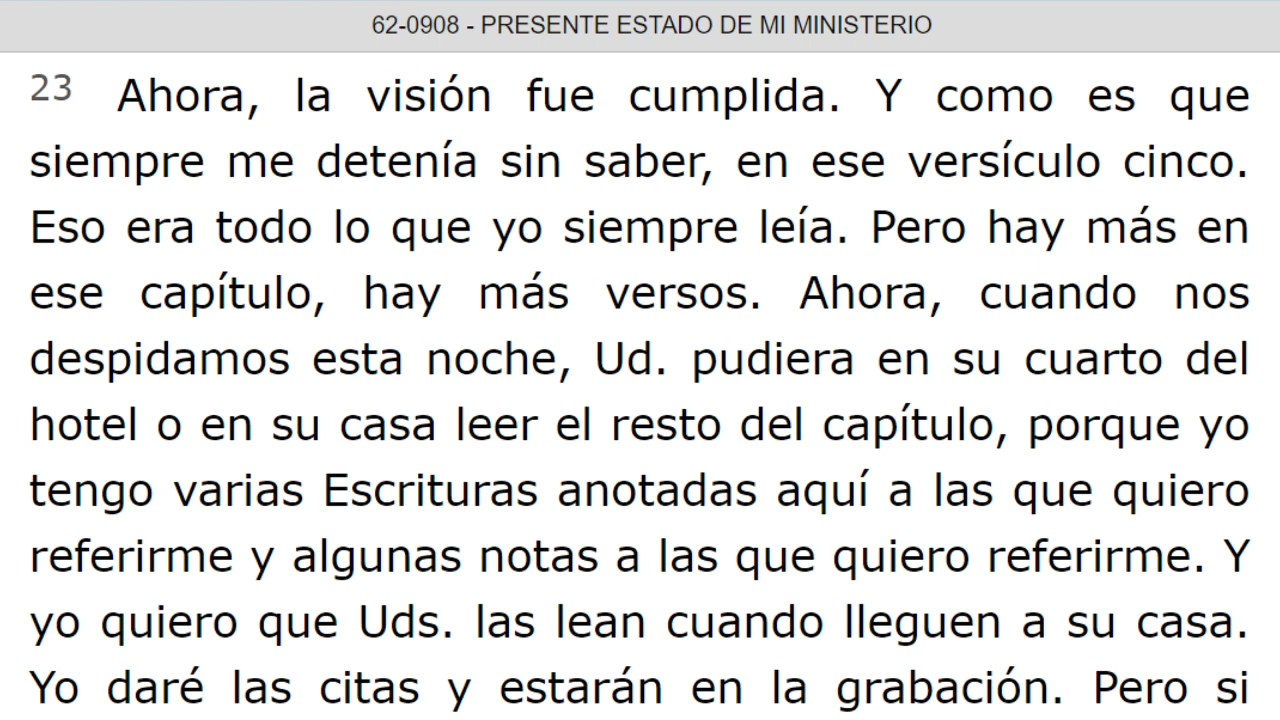 62-0908 - PRESENTE ESTADO DE MI MINISTERIO
23 Ahora, la visión fue cumplida. Y como es que
siempre me detenía sin saber, en ese versículo cinco.
Eso era todo lo que yo siempre leía. Pero hay más en
ese capítulo, hay más versos. Ahora, cuando nos
despidamos esta noche, Ud. pudiera en su cuarto del
hotel o en su casa leer el resto del capítulo, porque yo
tengo varias Escrituras anotadas aquí a las que quiero
referirme y algunas notas a las que quiero referirme. Y
yo quiero que Uds. las lean cuando lleguen a su casa.
Yo daré las citas y estarán en la grabación. Pero si